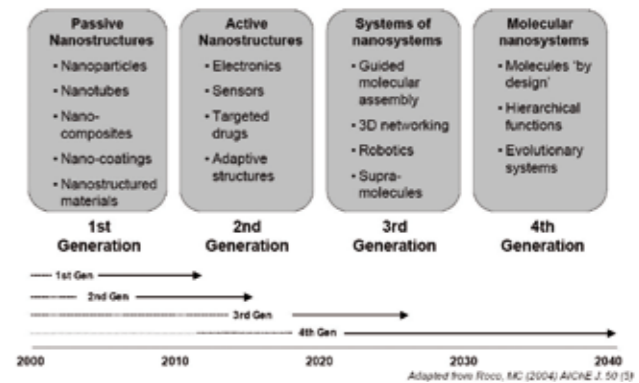 Passive
Nanostructures
• Nanoparticles
• Nanotubes
• Nano-
composites
• Nano-coatings
• Nanostructured
materials
Active
Nanostructures
• Electronics
• Sensors
• Targeted
drugs
• Adaptive
structures
Systems of
nanosystems
• Guided
molecular
assembly
• 3D networking
• Robotics
• Supra-
molecules
Molecular
nanosystems
• Molecules 'by
design'
• Hierarchical
functions
• Evolutionary
systems
1st
Generation
2nd
Generation
3rd
Generation
4th
Generation
1st Gen
2nd Gen
3rd Gen
4th Gen
2000 2010 2020 2030 2040
Adapted from Roco, MC (2004) AIChE J. 50 (5)